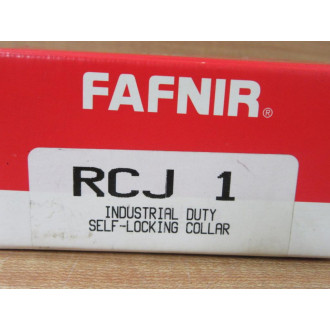 FAFNIR®
RCJ 1
INDUSTRIAL DUTY
SELF-LOCKING COLLAR